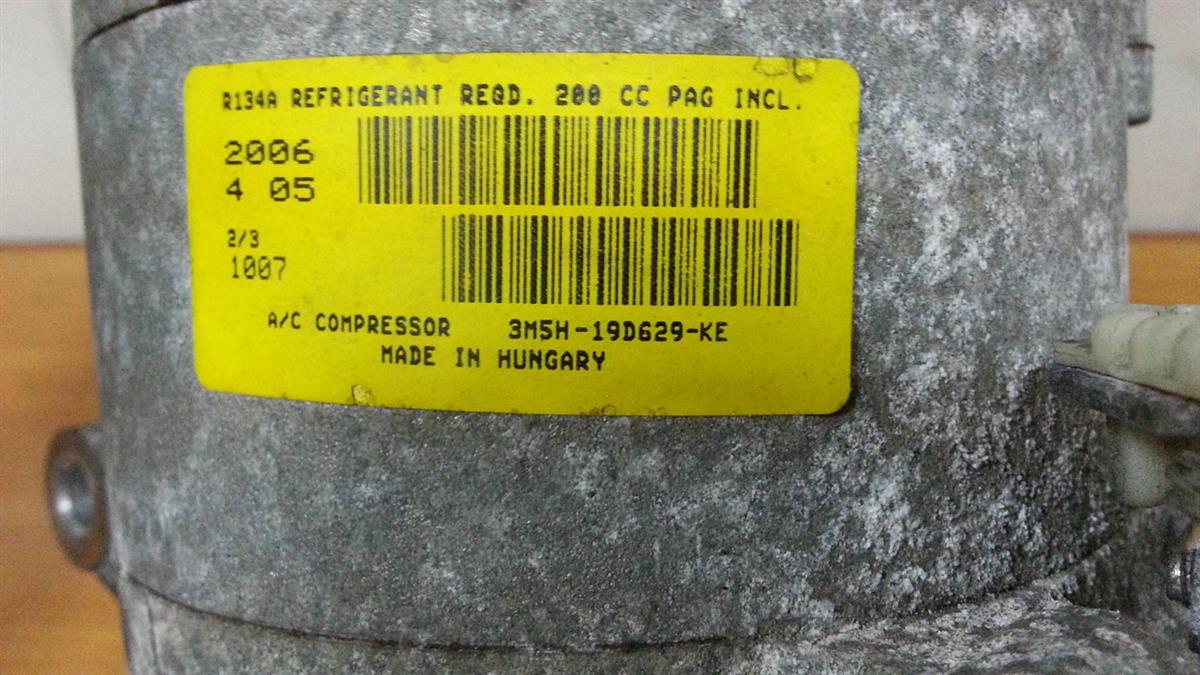 R134A REFRIGERANT REQD. 200 CC PAG INCL.
2006
4 05
2/3
1007
A/C COMPRESSOR 3M5H-19D629-KE
MADE IN HUNGARY